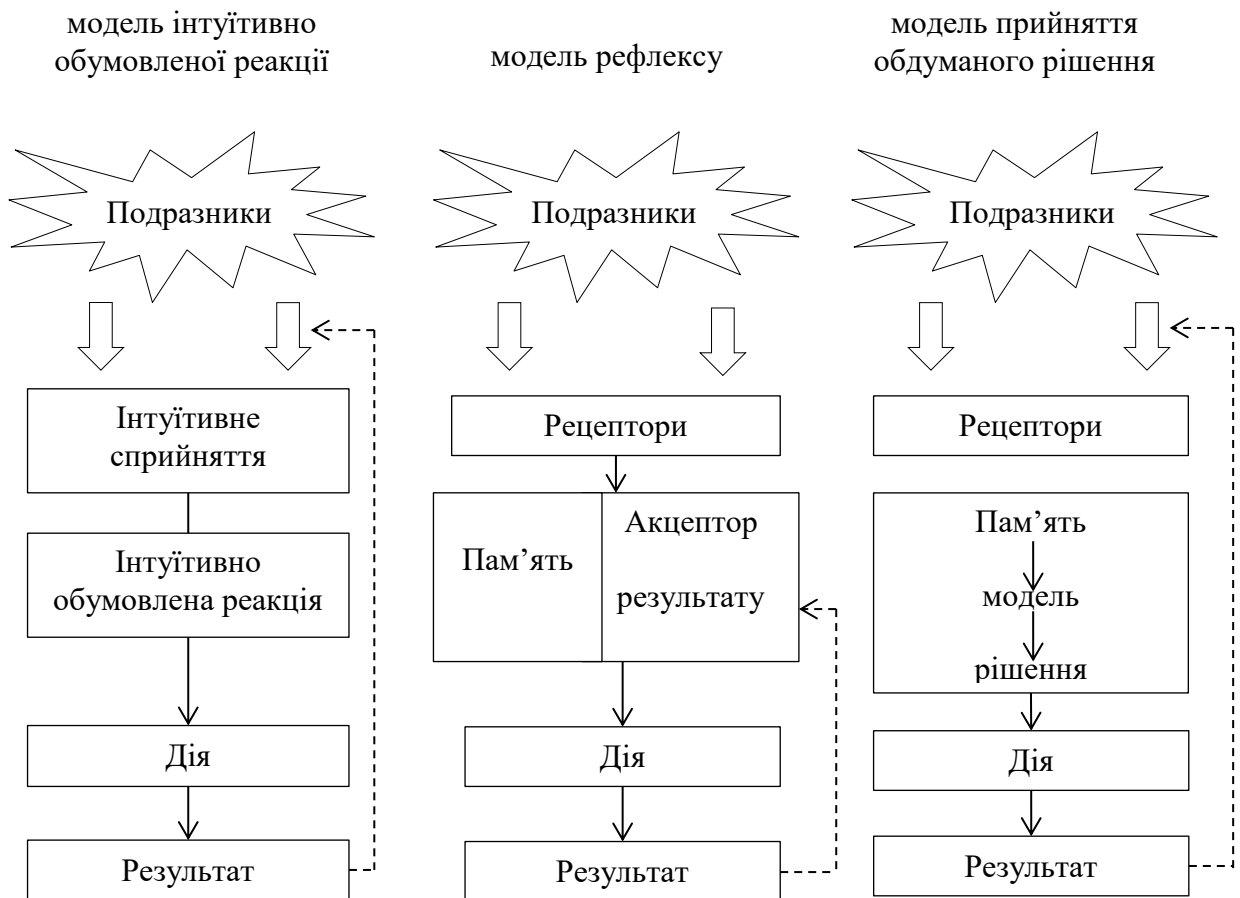 модель інтуїтивно
обумовленої реакції
Подразники
Інтуїтивне
сприйняття
Інтуїтивно
обумовлена реакція
Дія
Результат
модель рефлексу
Подразники
Рецептори
Пам’ять
Акцептор
результату
Дія
Результат
модель прийняття
обдуманого рішення
Подразники
Рецептори
Пам’ять
модель
рішення
Дія
Результат